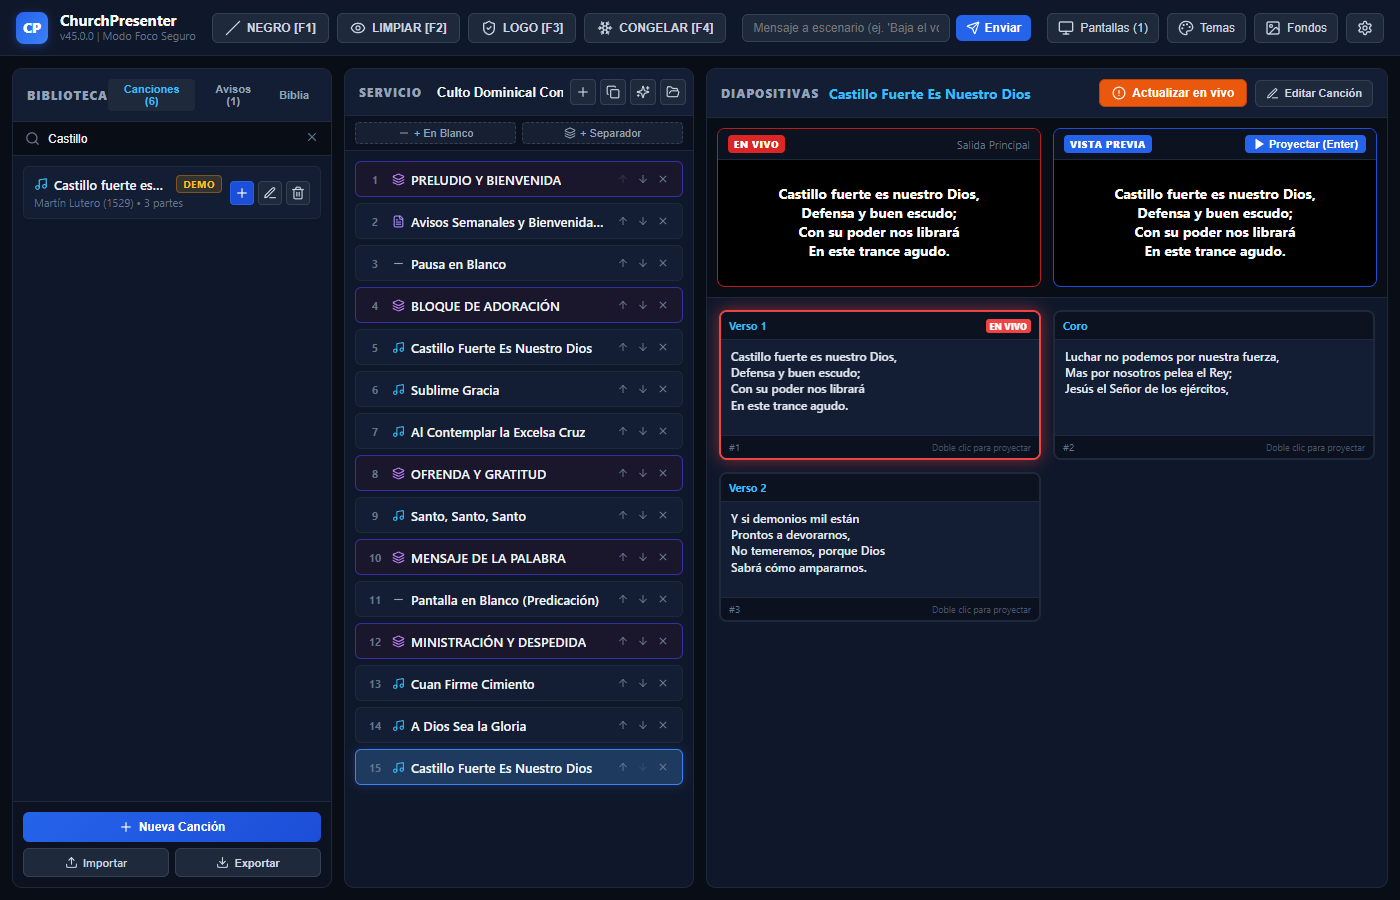 CP
ChurchPresenter
v45.0.0 | Modo Foco Seguro
NEGRO [F1]
LIMPIAR [F2]
LOGO [F3]
CONGELAR [F4]
Mensaje a escenario (ej. 'Baja el vo
Enviar
Pantallas (1)
Temas
Fondos
BIBLIOTECA
Canciones (6)
Avisos (1)
Biblia
Castillo
Castillo fuerte es...
DEMO
Martín Lutero (1529) • 3 partes
Nueva Canción
Importar
Exportar
SERVICIO
Culto Dominical Con
+ En Blanco
+ Separador
1 PRELUDIO Y BIENVENIDA
2 Avisos Semanales y Bienvenida...
3 Pausa en Blanco
4 BLOQUE DE ADORACIÓN
5 Castillo Fuerte Es Nuestro Dios
6 Sublime Gracia
7 Al Contemplar la Excelsa Cruz
8 OFRENDA Y GRATITUD
9 Santo, Santo, Santo
10 MENSAJE DE LA PALABRA
11 Pantalla en Blanco (Predicación)
12 MINISTRACIÓN Y DESPEDIDA
13 Cuan Firme Cimiento
14 A Dios Sea la Gloria
15 Castillo Fuerte Es Nuestro Dios
DIAPOSITIVAS
Castillo Fuerte Es Nuestro Dios
Actualizar en vivo
Editar Canción
EN VIVO
Salida Principal
Castillo fuerte es nuestro Dios,
Defensa y buen escudo;
Con su poder nos librará
En este trance agudo.
VISTA PREVIA
Proyectar (Enter)
Castillo fuerte es nuestro Dios,
Defensa y buen escudo;
Con su poder nos librará
En este trance agudo.
Verso 1
EN VIVO
Castillo fuerte es nuestro Dios,
Defensa y buen escudo;
Con su poder nos librará
En este trance agudo.
#1
Doble clic para proyectar
Coro
Luchar no podemos por nuestra fuerza,
Mas por nosotros pelea el Rey;
Jesús el Señor de los ejércitos,
#2
Doble clic para proyectar
Verso 2
Y si demonios mil están
Prontos a devorarnos,
No temeremos, porque Dios
Sabrá cómo ampararnos.
#3
Doble clic para proyectar